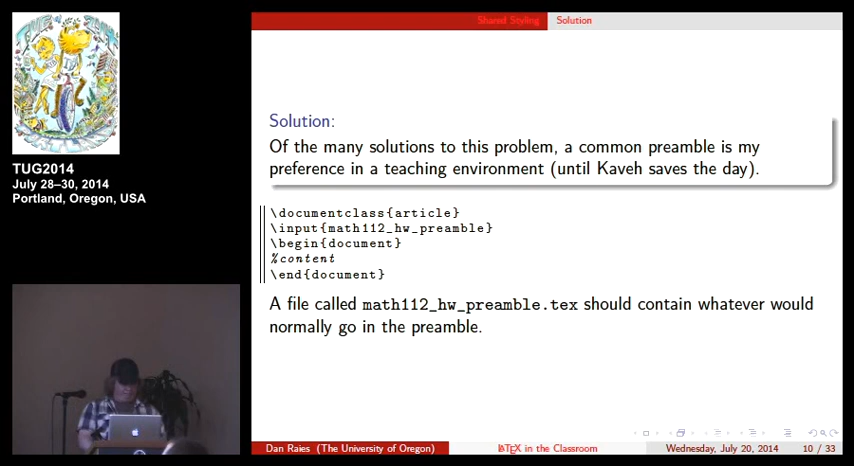 Shared Styling Solution
Solution:
Of the many solutions to this problem, a common preamble is my
preference in a teaching environment (until Kaveh saves the day).
\documentclass{article}
\input{math112_hw_preamble}
\begin{document}
%content
\end{document}
A file called math112_hw_preamble.tex should contain whatever would
normally go in the preamble.
TUG2014
July 28–30, 2014
Portland, Oregon, USA
Dan Raies (The University of Oregon) LATEX in the Classroom Wednesday, July 20, 2014 10 / 33